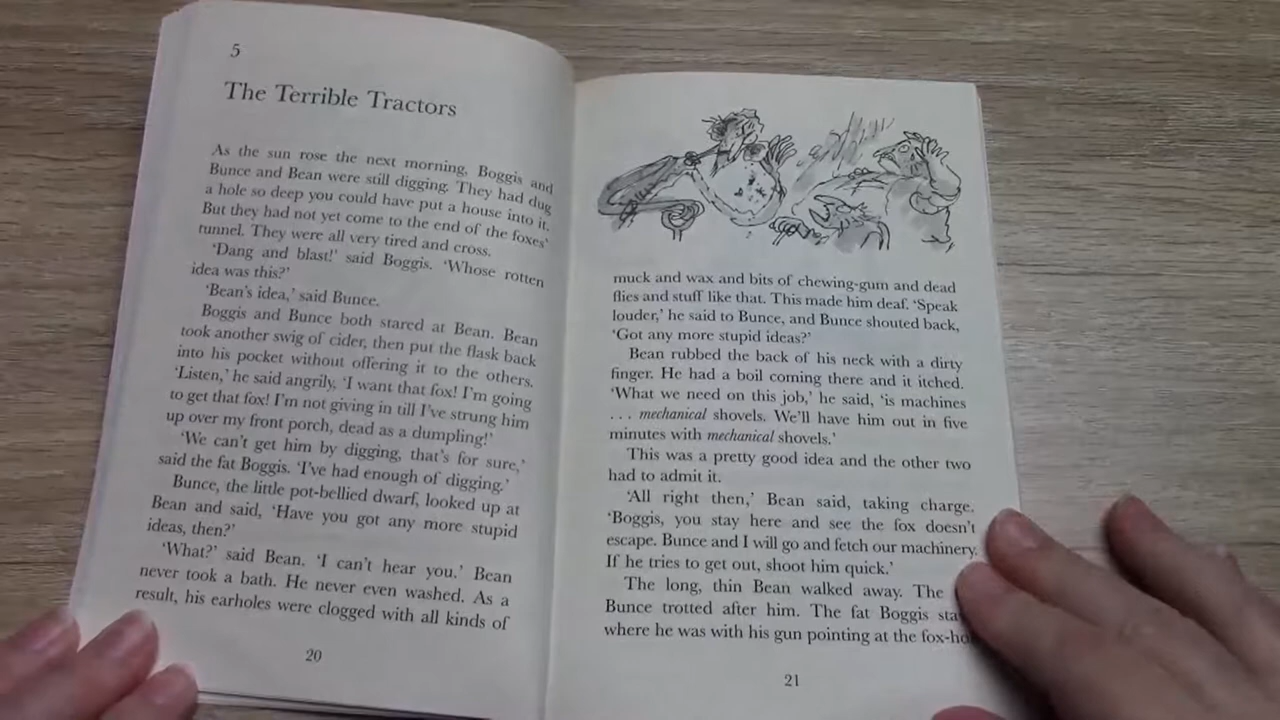 5
The Terrible Tractors
As the sun rose the next morning, Boggis and
Bunce and Bean were still digging. They had dug
a hole so deep you could have put a house into it.
But they had not yet come to the end of the foxes'
tunnel. They were all very tired and cross.
'Dang and blast!' said Boggis. 'Whose rotten
idea was this?'
'Bean's idea,' said Bunce.
Boggis and Bunce both stared at Bean. Bean
took another swig of cider, then put the flask back
into his pocket without offering it to the others.
'Listen,' he said angrily, 'I want that fox! I'm going
to get that fox! I'm not giving in till I've strung him
up over my front porch, dead as a dumpling!'
'We can't get him by digging, that's for sure,'
said the fat Boggis. 'I've had enough of digging.'
Bunce, the little pot-bellied dwarf, looked up at
Bean and said, 'Have you got any more stupid
ideas, then?'
'What?' said Bean. 'I can't hear you.' Bean
never took a bath. He never even washed. As a
result, his earholes were clogged with all kinds of
20
muck and wax and bits of chewing-gum and dead
flies and stuff like that. This made him deaf. 'Speak
louder,' he said to Bunce, and Bunce shouted back,
'Got any more stupid ideas?'
Bean rubbed the back of his neck with a dirty
finger. He had a boil coming there and it itched.
'What we need on this job,' he said, 'is machines
. . . mechanical shovels. We'll have him out in five
minutes with mechanical shovels.'
This was a pretty good idea and the other two
had to admit it.
'All right then,' Bean said, taking charge.
'Boggis, you stay here and see the fox doesn't
escape. Bunce and I will go and fetch our machinery.
If he tries to get out, shoot him quick.'
The long, thin Bean walked away. The
Bunce trotted after him. The fat Boggis
where he was with his gun pointing at the
21